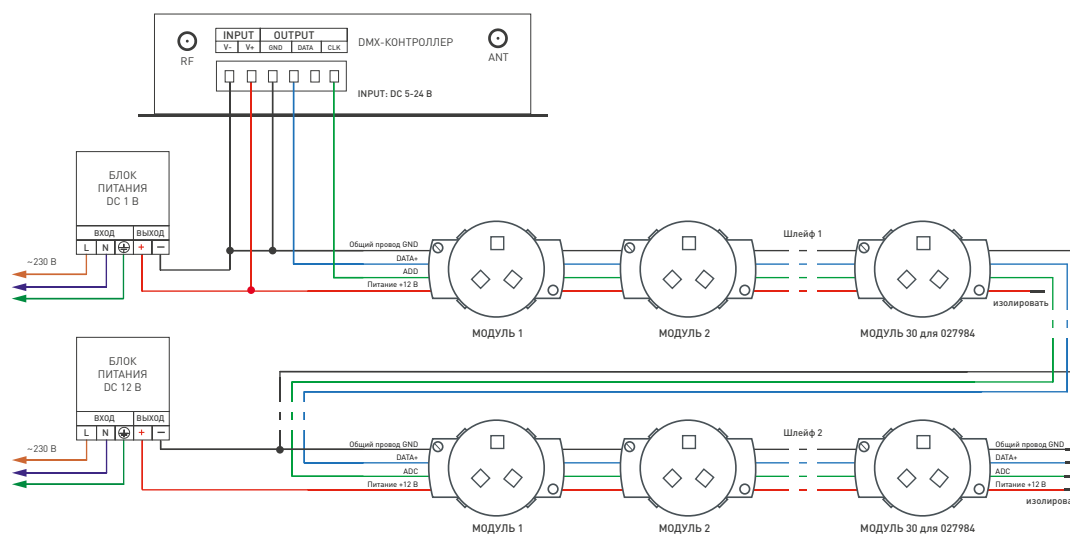 INPUT OUTPUT
V- V+ GND DATA CLK
DMX-КОНТРОЛЛЕР
RF
ANT
INPUT: DC 5-24 В
БЛОК
ПИТАНИЯ
DC 1 В
ВХОД ВЫХОД
L N + −
~230 В
Общий провод GND
DATA+
ADD
Питание +12 В
Шлейф 1
изолировать
МОДУЛЬ 1
МОДУЛЬ 2
МОДУЛЬ 30 для 027984
БЛОК
ПИТАНИЯ
DC 12 В
ВХОД ВЫХОД
L N + −
~230 В
Общий провод GND
DATA+
ADC
Питание +12 В
Шлейф 2
Общий провод GND
DATA+
ADC
Питание +12 В
изолирова
МОДУЛЬ 1
МОДУЛЬ 2
МОДУЛЬ 30 для 027984